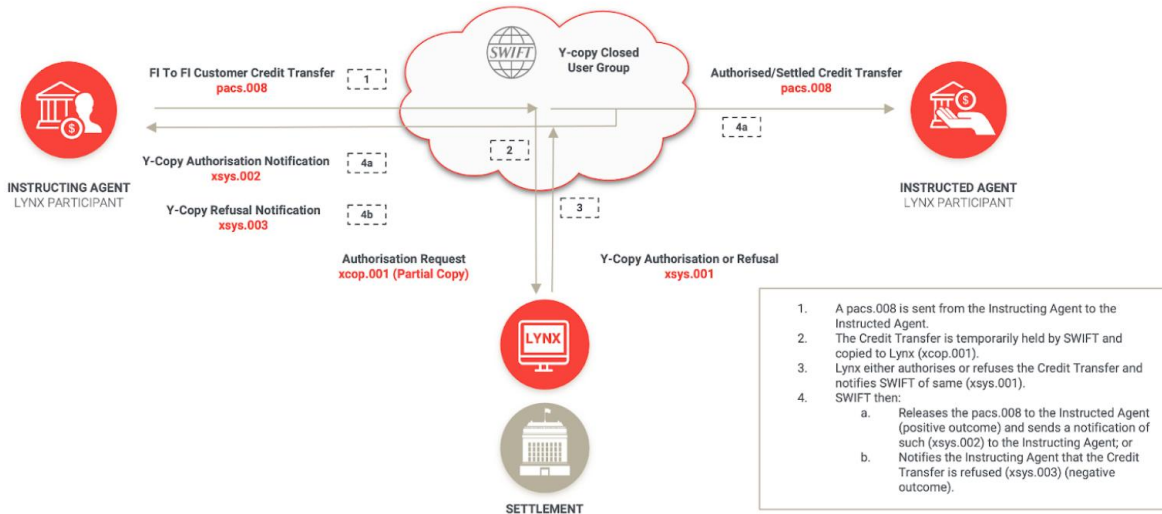 SWIFT
Y-copy Closed
User Group
FI To FI Customer Credit Transfer
pacs.008
1
Authorised/Settled Credit Transfer
pacs.008
4a
2
Y-Copy Authorisation Notification
xsys.002
4a
INSTRUCTING AGENT
LYNX PARTICIPANT
INSTRUCTED AGENT
LYNX PARTICIPANT
Y-Copy Refusal Notification
xsys.003
4b
3
Authorisation Request
xcop.001 (Partial Copy)
Y-Copy Authorisation or Refusal
xsys.001
LYNX
SETTLEMENT
1. A pacs.008 is sent from the Instructing Agent to the
Instructed Agent.
2. The Credit Transfer is temporarily held by SWIFT and
copied to Lynx (xcop.001).
3. Lynx either authorises or refuses the Credit Transfer and
notifies SWIFT of same (xsys.001).
4. SWIFT then:
a. Releases the pacs.008 to the Instructed Agent
(positive outcome) and sends a notification of
such (xsys.002) to the Instructing Agent; or
b. Notifies the Instructing Agent that the Credit
Transfer is refused (xsys.003) (negative
outcome).